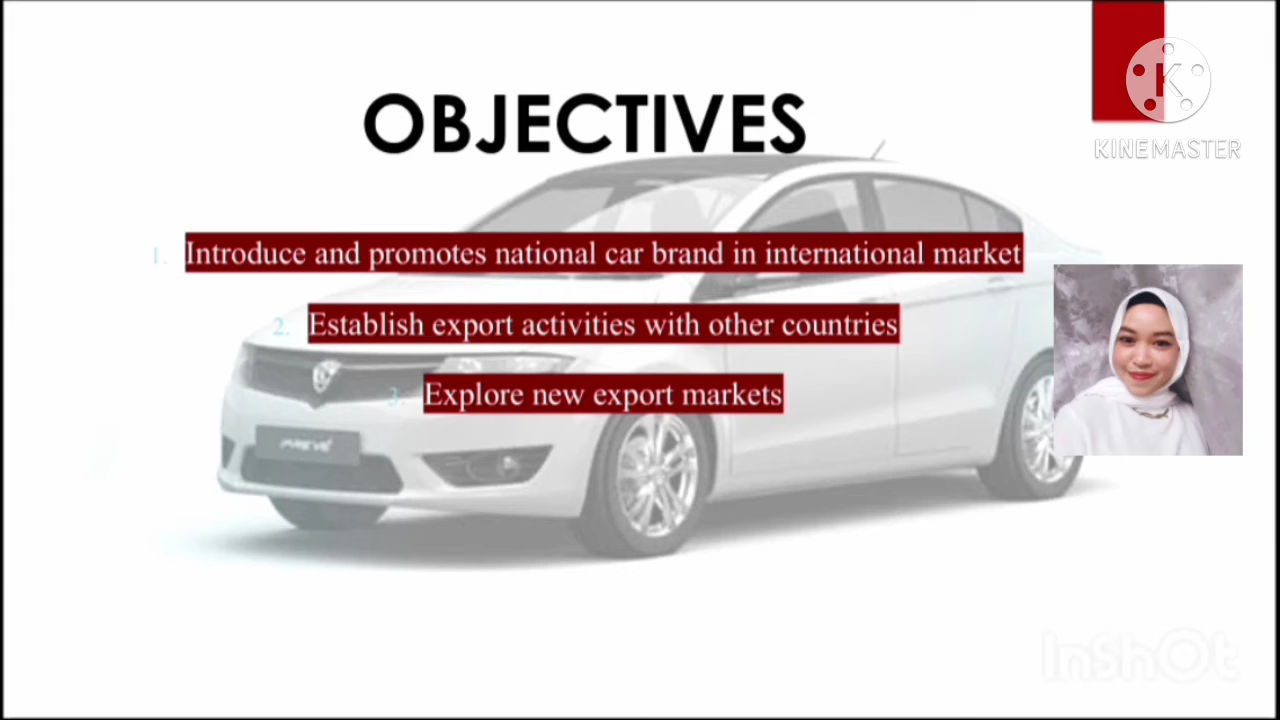 OBJECTIVES
KINEMASTER
1. Introduce and promotes national car brand in international market
2. Establish export activities with other countries
3. Explore new export markets
PREVE
InShOt